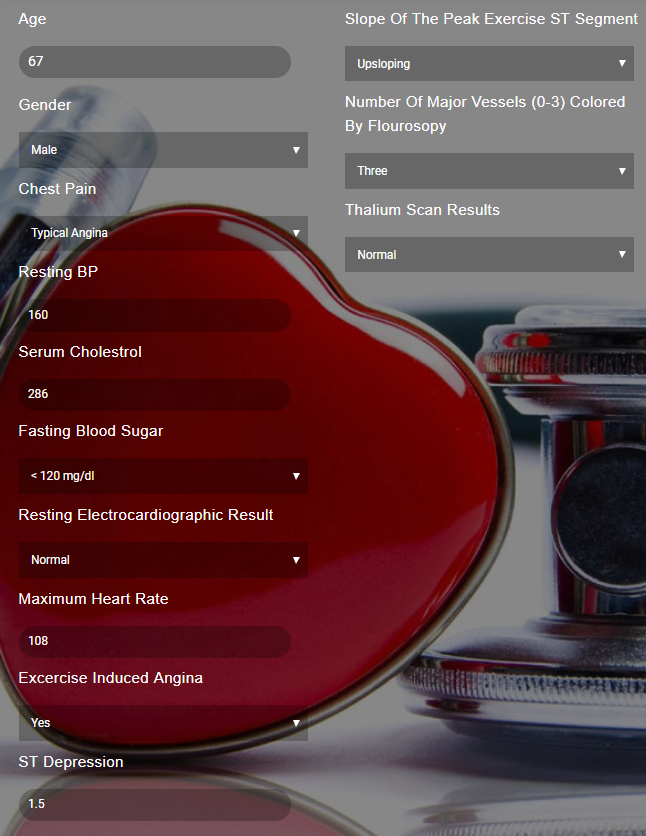 Age
67
Gender
Male
Chest Pain
Typical Angina
Resting BP
160
Serum Cholestrol
286
Fasting Blood Sugar
< 120 mg/dl
Resting Electrocardiographic Result
Normal
Maximum Heart Rate
108
Excercise Induced Angina
Yes
ST Depression
1.5
Slope Of The Peak Exercise ST Segment
Upsloping
Number Of Major Vessels (0-3) Colored
By Flourosopy
Three
Thalium Scan Results
Normal